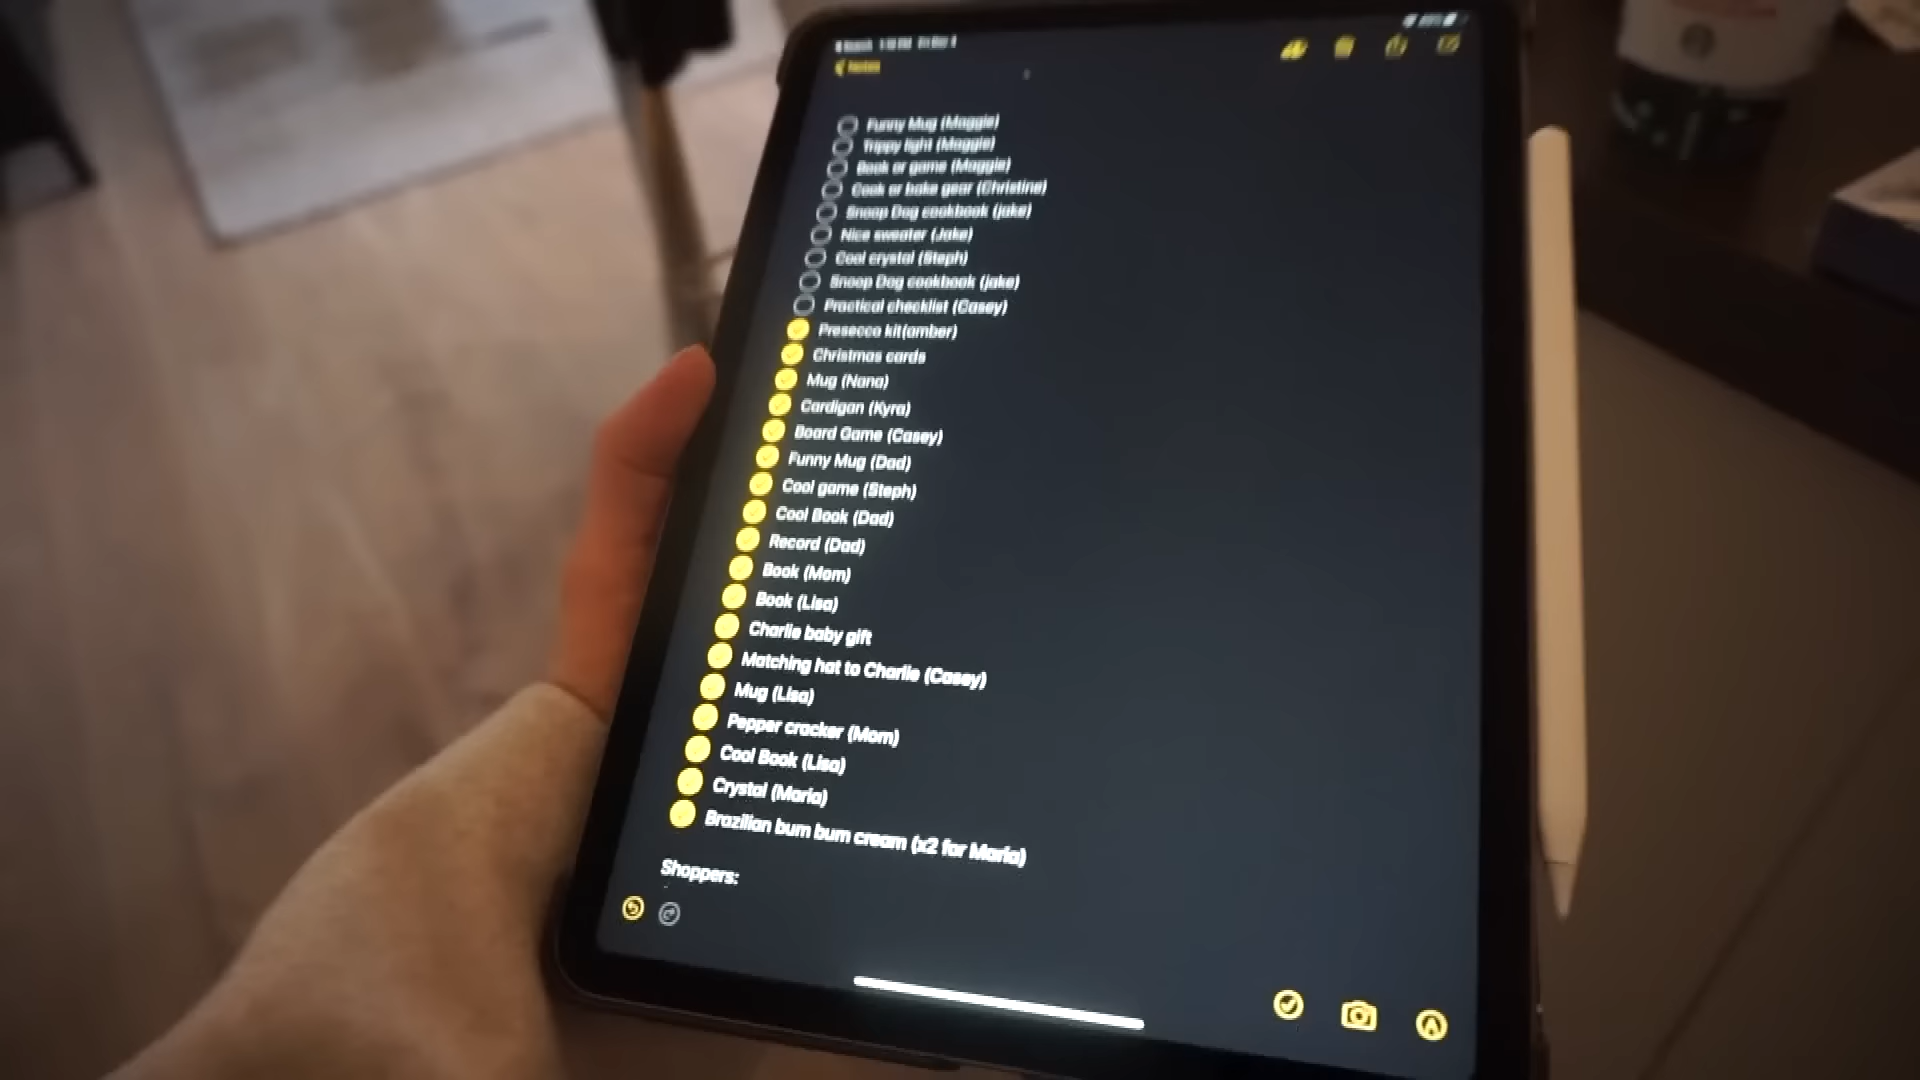 Notes
Funny Mug (Maggie)
Trippy light (Maggie)
Book or game (Maggie)
Cook or bake gear (Christine)
Snoop Dog cookbook (jake)
Nice sweater (Jake)
Cool crystal (Steph)
Snoop Dog cookbook (jake)
Practical checklist (Casey)
Presecco kit(amber)
Christmas cards
Mug (Nana)
Cardigan (Kyra)
Board Game (Casey)
Funny Mug (Dad)
Cool game (Steph)
Cool Book (Dad)
Record (Dad)
Book (Mom)
Book (Lisa)
Charlie baby gift
Matching hat to Charlie (Casey)
Mug (Lisa)
Pepper cracker (Mom)
Cool Book (Lisa)
Crystal (Maria)
Brazilian bum bum cream (x2 for Maria)
Shoppers: